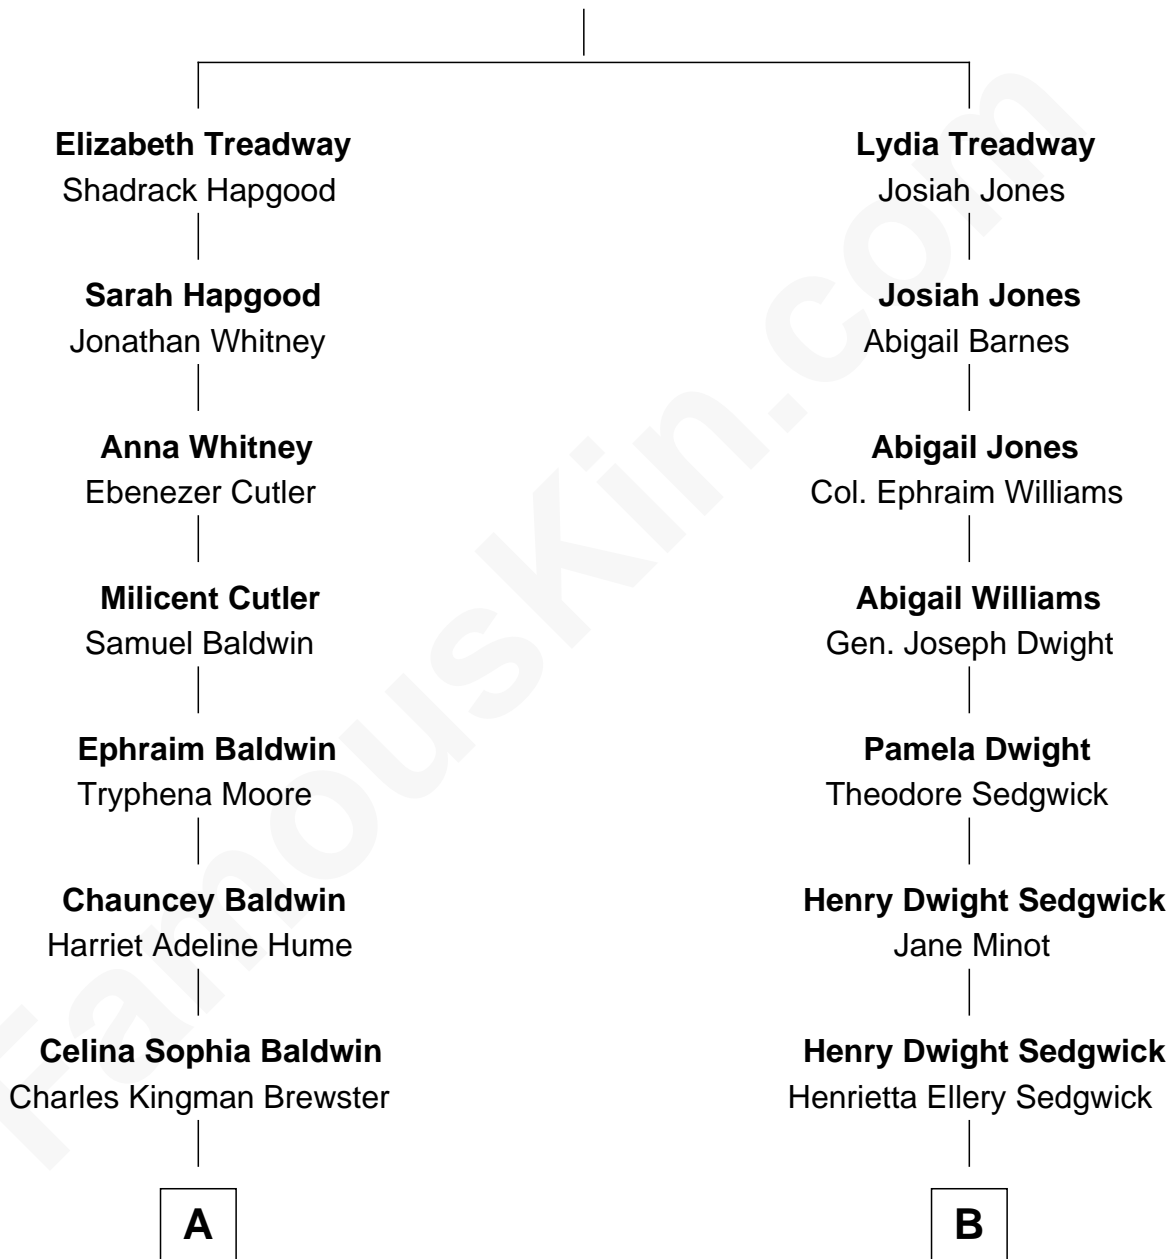 Elizabeth Treadway
Shadrack Hapgood
Sarah Hapgood
Jonathan Whitney
Anna Whitney
Ebenezer Cutler
Milicent Cutler
Samuel Baldwin
Ephraim Baldwin
Tryphena Moore
Chauncey Baldwin
Harriet Adeline Hume
Celina Sophia Baldwin
Charles Kingman Brewster
A
Lydia Treadway
Josiah Jones
Josiah Jones
Abigail Barnes
Abigail Jones
Col. Ephraim Williams
Abigail Williams
Gen. Joseph Dwight
Pamela Dwight
Theodore Sedgwick
Henry Dwight Sedgwick
Jane Minot
Henry Dwight Sedgwick
Henrietta Ellery Sedgwick
B
FamousKin.com